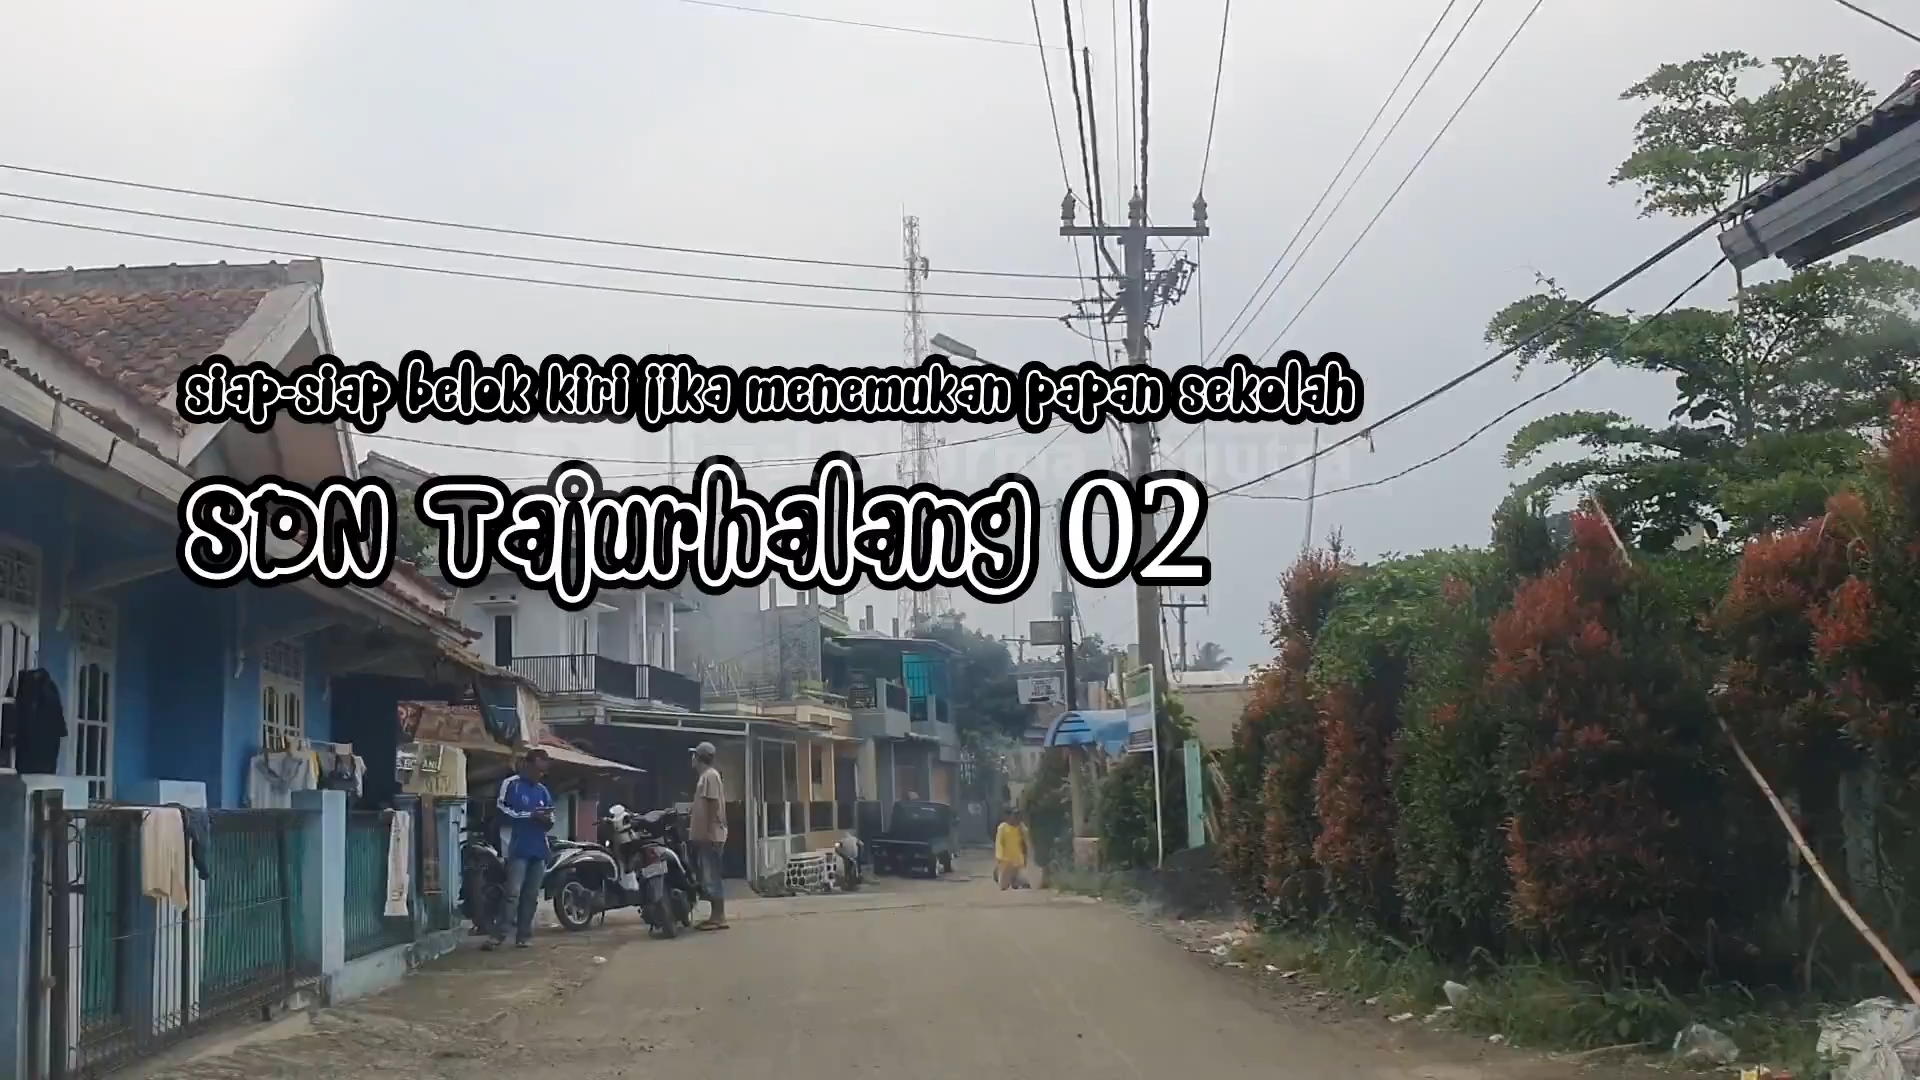 siap-siap belok kiri jika menemukan papan sekolah
SDN Tajurhalang 02